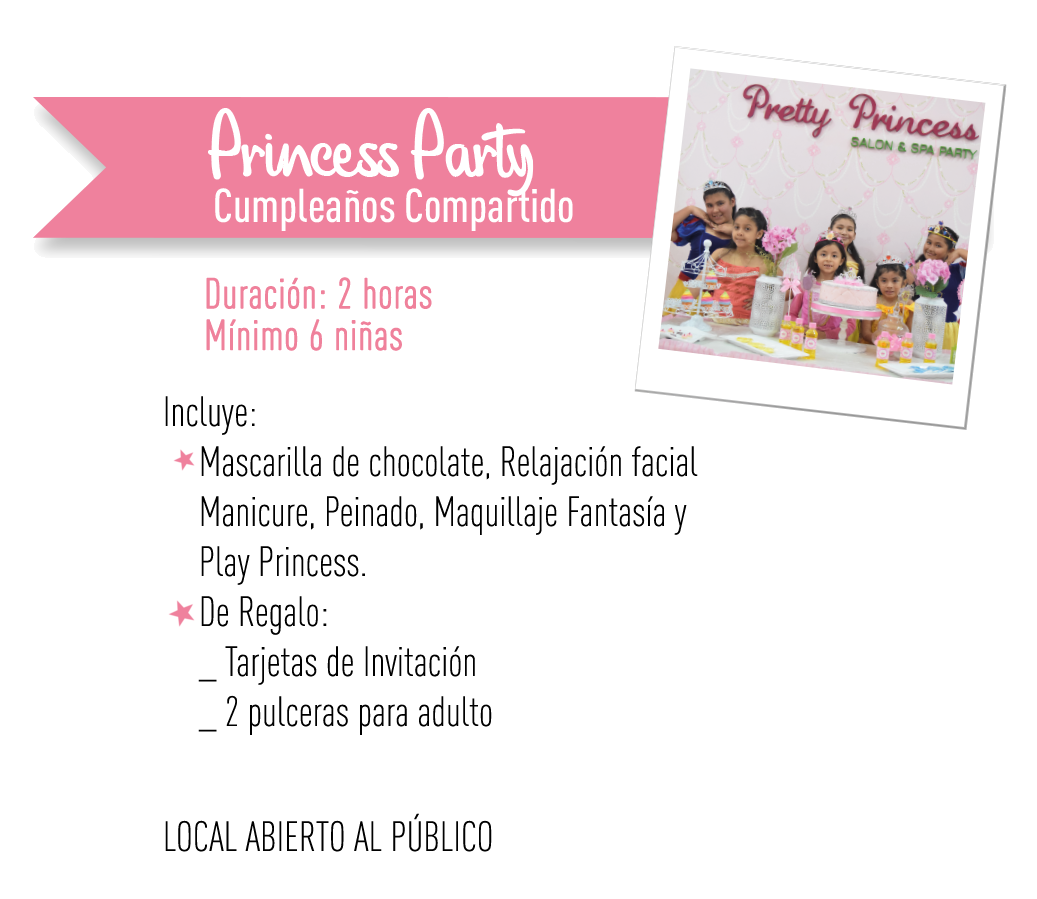 Princess Party
Cumpleaños Compartido
Pretty Princess
SALON & SPA PARTY
Duración: 2 horas
Mínimo 6 niñas
Incluye:
Mascarilla de chocolate, Relajación facial
Manicure, Peinado, Maquillaje Fantasía y
Play Princess.
De Regalo:
_ Tarjetas de Invitación
_ 2 pulceras para adulto
LOCAL ABIERTO AL PÚBLICO